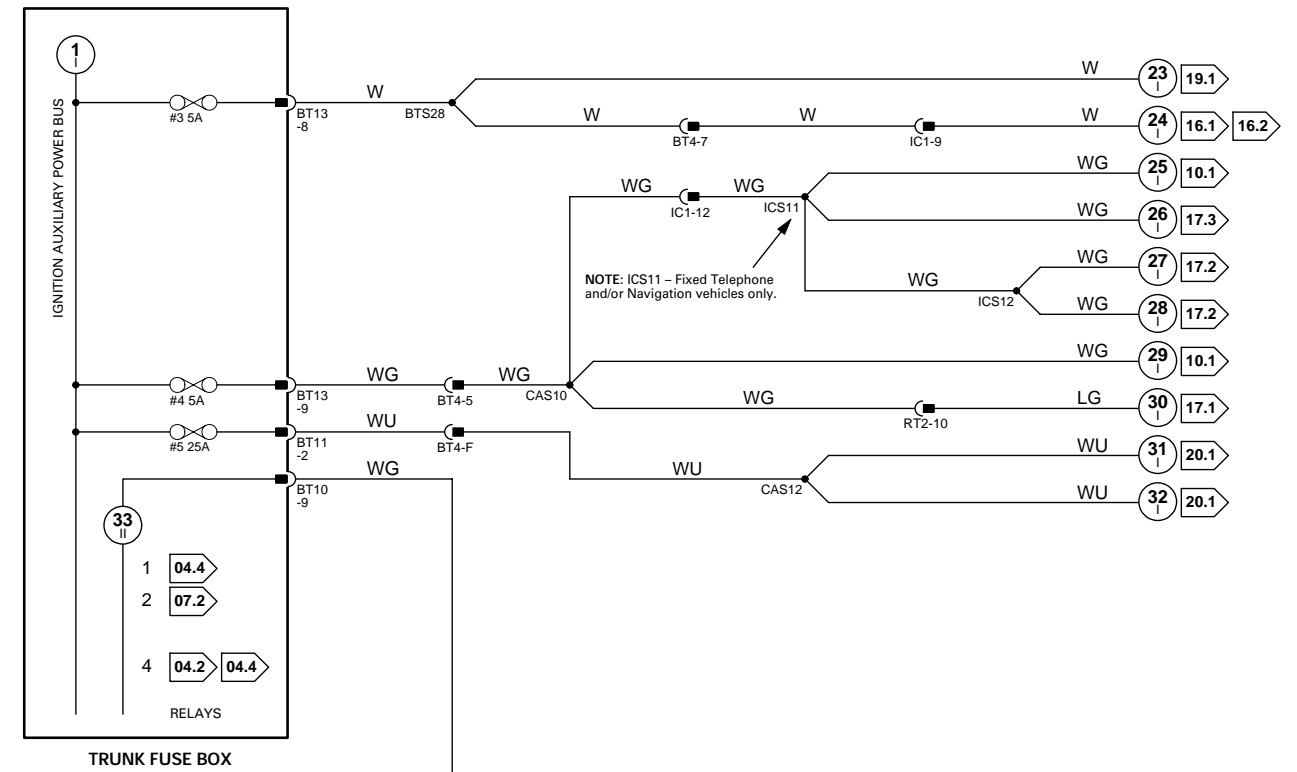 1
I
IGNITION AUXILIARY POWER BUS
#3 5A
BT13
-8
W
BTS28
W
23
I
19.1
W
BT4-7
W
IC1-9
W
24
I
16.1
16.2
WG
IC1-12
WG
ICS11
WG
25
I
10.1
WG
26
I
17.3
NOTE: ICS11 – Fixed Telephone
and/or Navigation vehicles only.
WG
ICS12
WG
27
I
17.2
WG
28
I
17.2
#4 5A
BT13
-9
WG
BT4-5
WG
CAS10
WG
29
I
10.1
WG
RT2-10
LG
30
I
17.1
#5 25A
BT11
-2
WU
BT4-F
WU
CAS12
WU
31
I
20.1
WU
32
I
20.1
BT10
-9
WG
33
II
1 04.4
2 07.2
4 04.2 04.4
RELAYS
TRUNK FUSE BOX